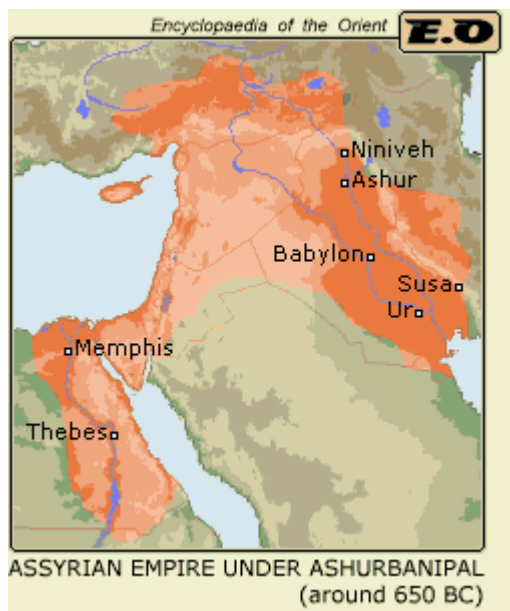 Encyclopaedia of the Orient
E.O
Niniveh
Ashur
Babylon
Susa
Ur
Memphis
Thebes
ASSYRIAN EMPIRE UNDER ASHURBANIPAL
(around 650 BC)